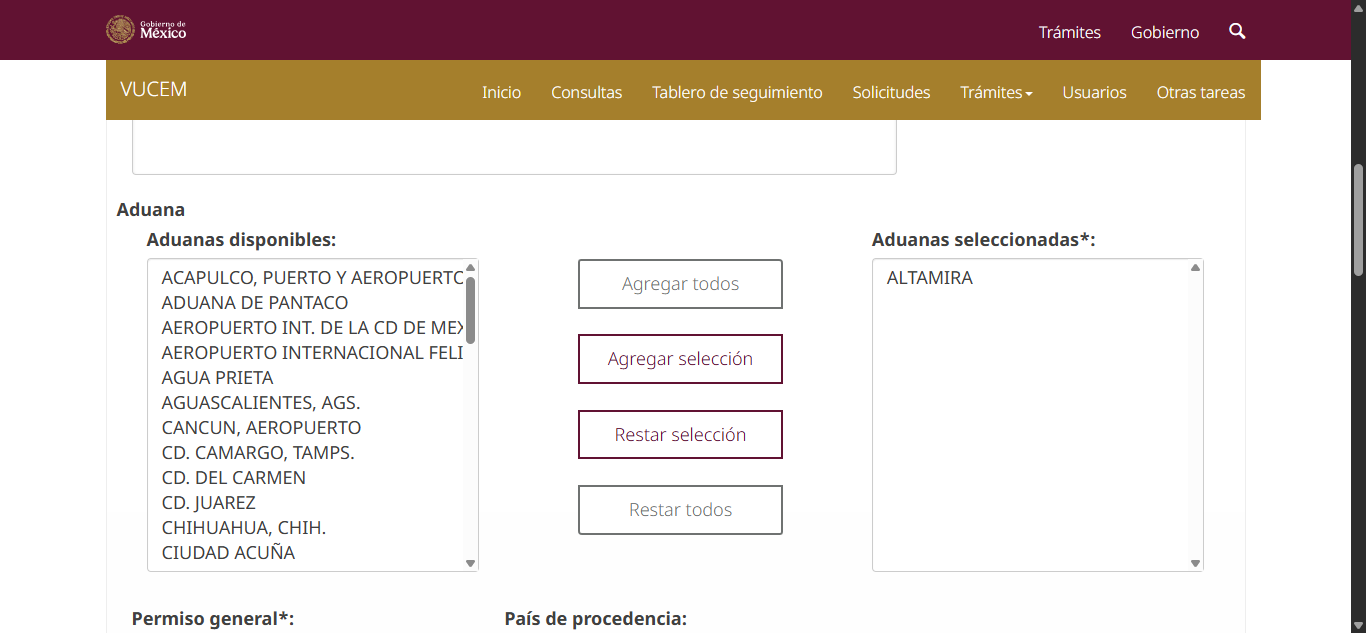 Gobierno de
México
Trámites
Gobierno
VUCEM
Inicio
Consultas
Tablero de seguimiento
Solicitudes
Trámites
Usuarios
Otras tareas
Aduana
Aduanas disponibles:
ACAPULCO, PUERTO Y AEROPUERTO
ADUANA DE PANTACO
AEROPUERTO INT. DE LA CD DE MEX
AEROPUERTO INTERNACIONAL FELI
AGUA PRIETA
AGUASCALIENTES, AGS.
CANCUN, AEROPUERTO
CD. CAMARGO, TAMPS.
CD. DEL CARMEN
CD. JUAREZ
CHIHUAHUA, CHIH.
CIUDAD ACUÑA
Agregar todos
Agregar selección
Restar selección
Restar todos
Aduanas seleccionadas*:
ALTAMIRA
Permiso general*:
País de procedencia: